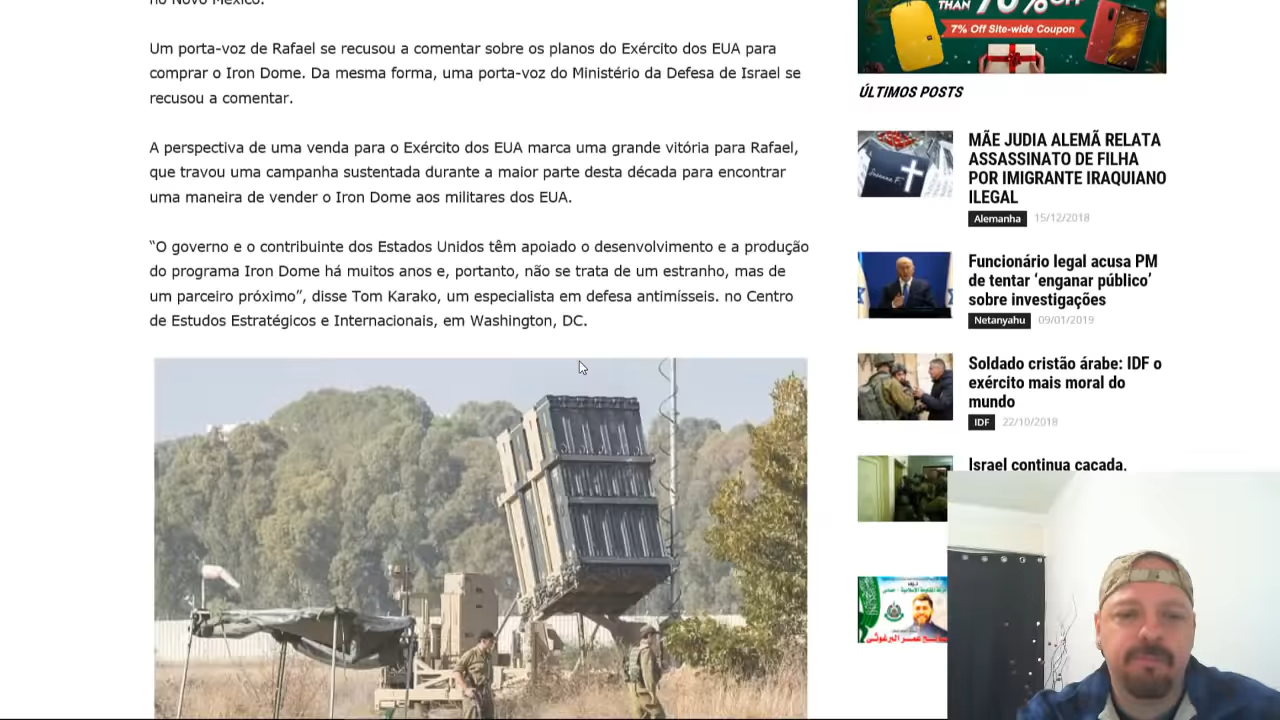 no Novo México.
Um porta-voz de Rafael se recusou a comentar sobre os planos do Exército dos EUA para
comprar o Iron Dome. Da mesma forma, uma porta-voz do Ministério da Defesa de Israel se
recusou a comentar.
A perspectiva de uma venda para o Exército dos EUA marca uma grande vitória para Rafael,
que travou uma campanha sustentada durante a maior parte desta década para encontrar
uma maneira de vender o Iron Dome aos militares dos EUA.
“O governo e o contribuinte dos Estados Unidos têm apoiado o desenvolvimento e a produção
do programa Iron Dome há muitos anos e, portanto, não se trata de um estranho, mas de
um parceiro próximo”, disse Tom Karako, um especialista em defesa antimísseis. no Centro
de Estudos Estratégicos e Internacionais, em Washington, DC.
THAN 70% OFF
7% Off Site-wide Coupon
ÚLTIMOS POSTS
MÃE JUDIA ALEMÃ RELATA
ASSASSINATO DE FILHA
POR IMIGRANTE IRAQUIANO
ILEGAL
Alemanha 15/12/2018
Funcionário legal acusa PM
de tentar ‘enganar público’
sobre investigações
Netanyahu 09/01/2019
Soldado cristão árabe: IDF o
exército mais moral do
mundo
IDF 22/10/2018
Israel continua caçada,